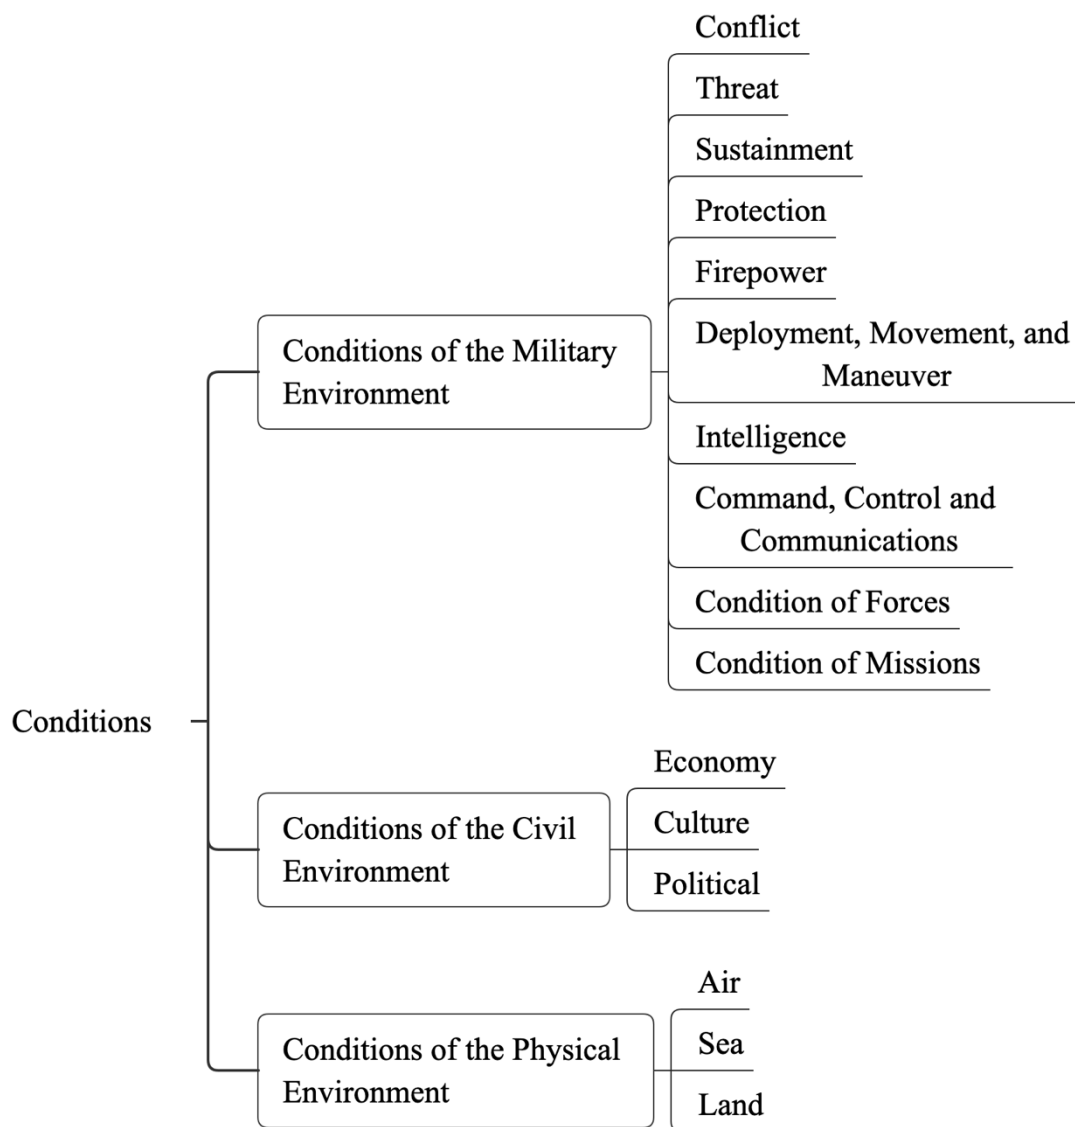 Conditions
Conditions of the Military
Environment
Conflict
Threat
Sustainment
Protection
Firepower
Deployment, Movement, and
Maneuver
Intelligence
Command, Control and
Communications
Condition of Forces
Condition of Missions
Conditions of the Civil
Environment
Economy
Culture
Political
Conditions of the Physical
Environment
Air
Sea
Land